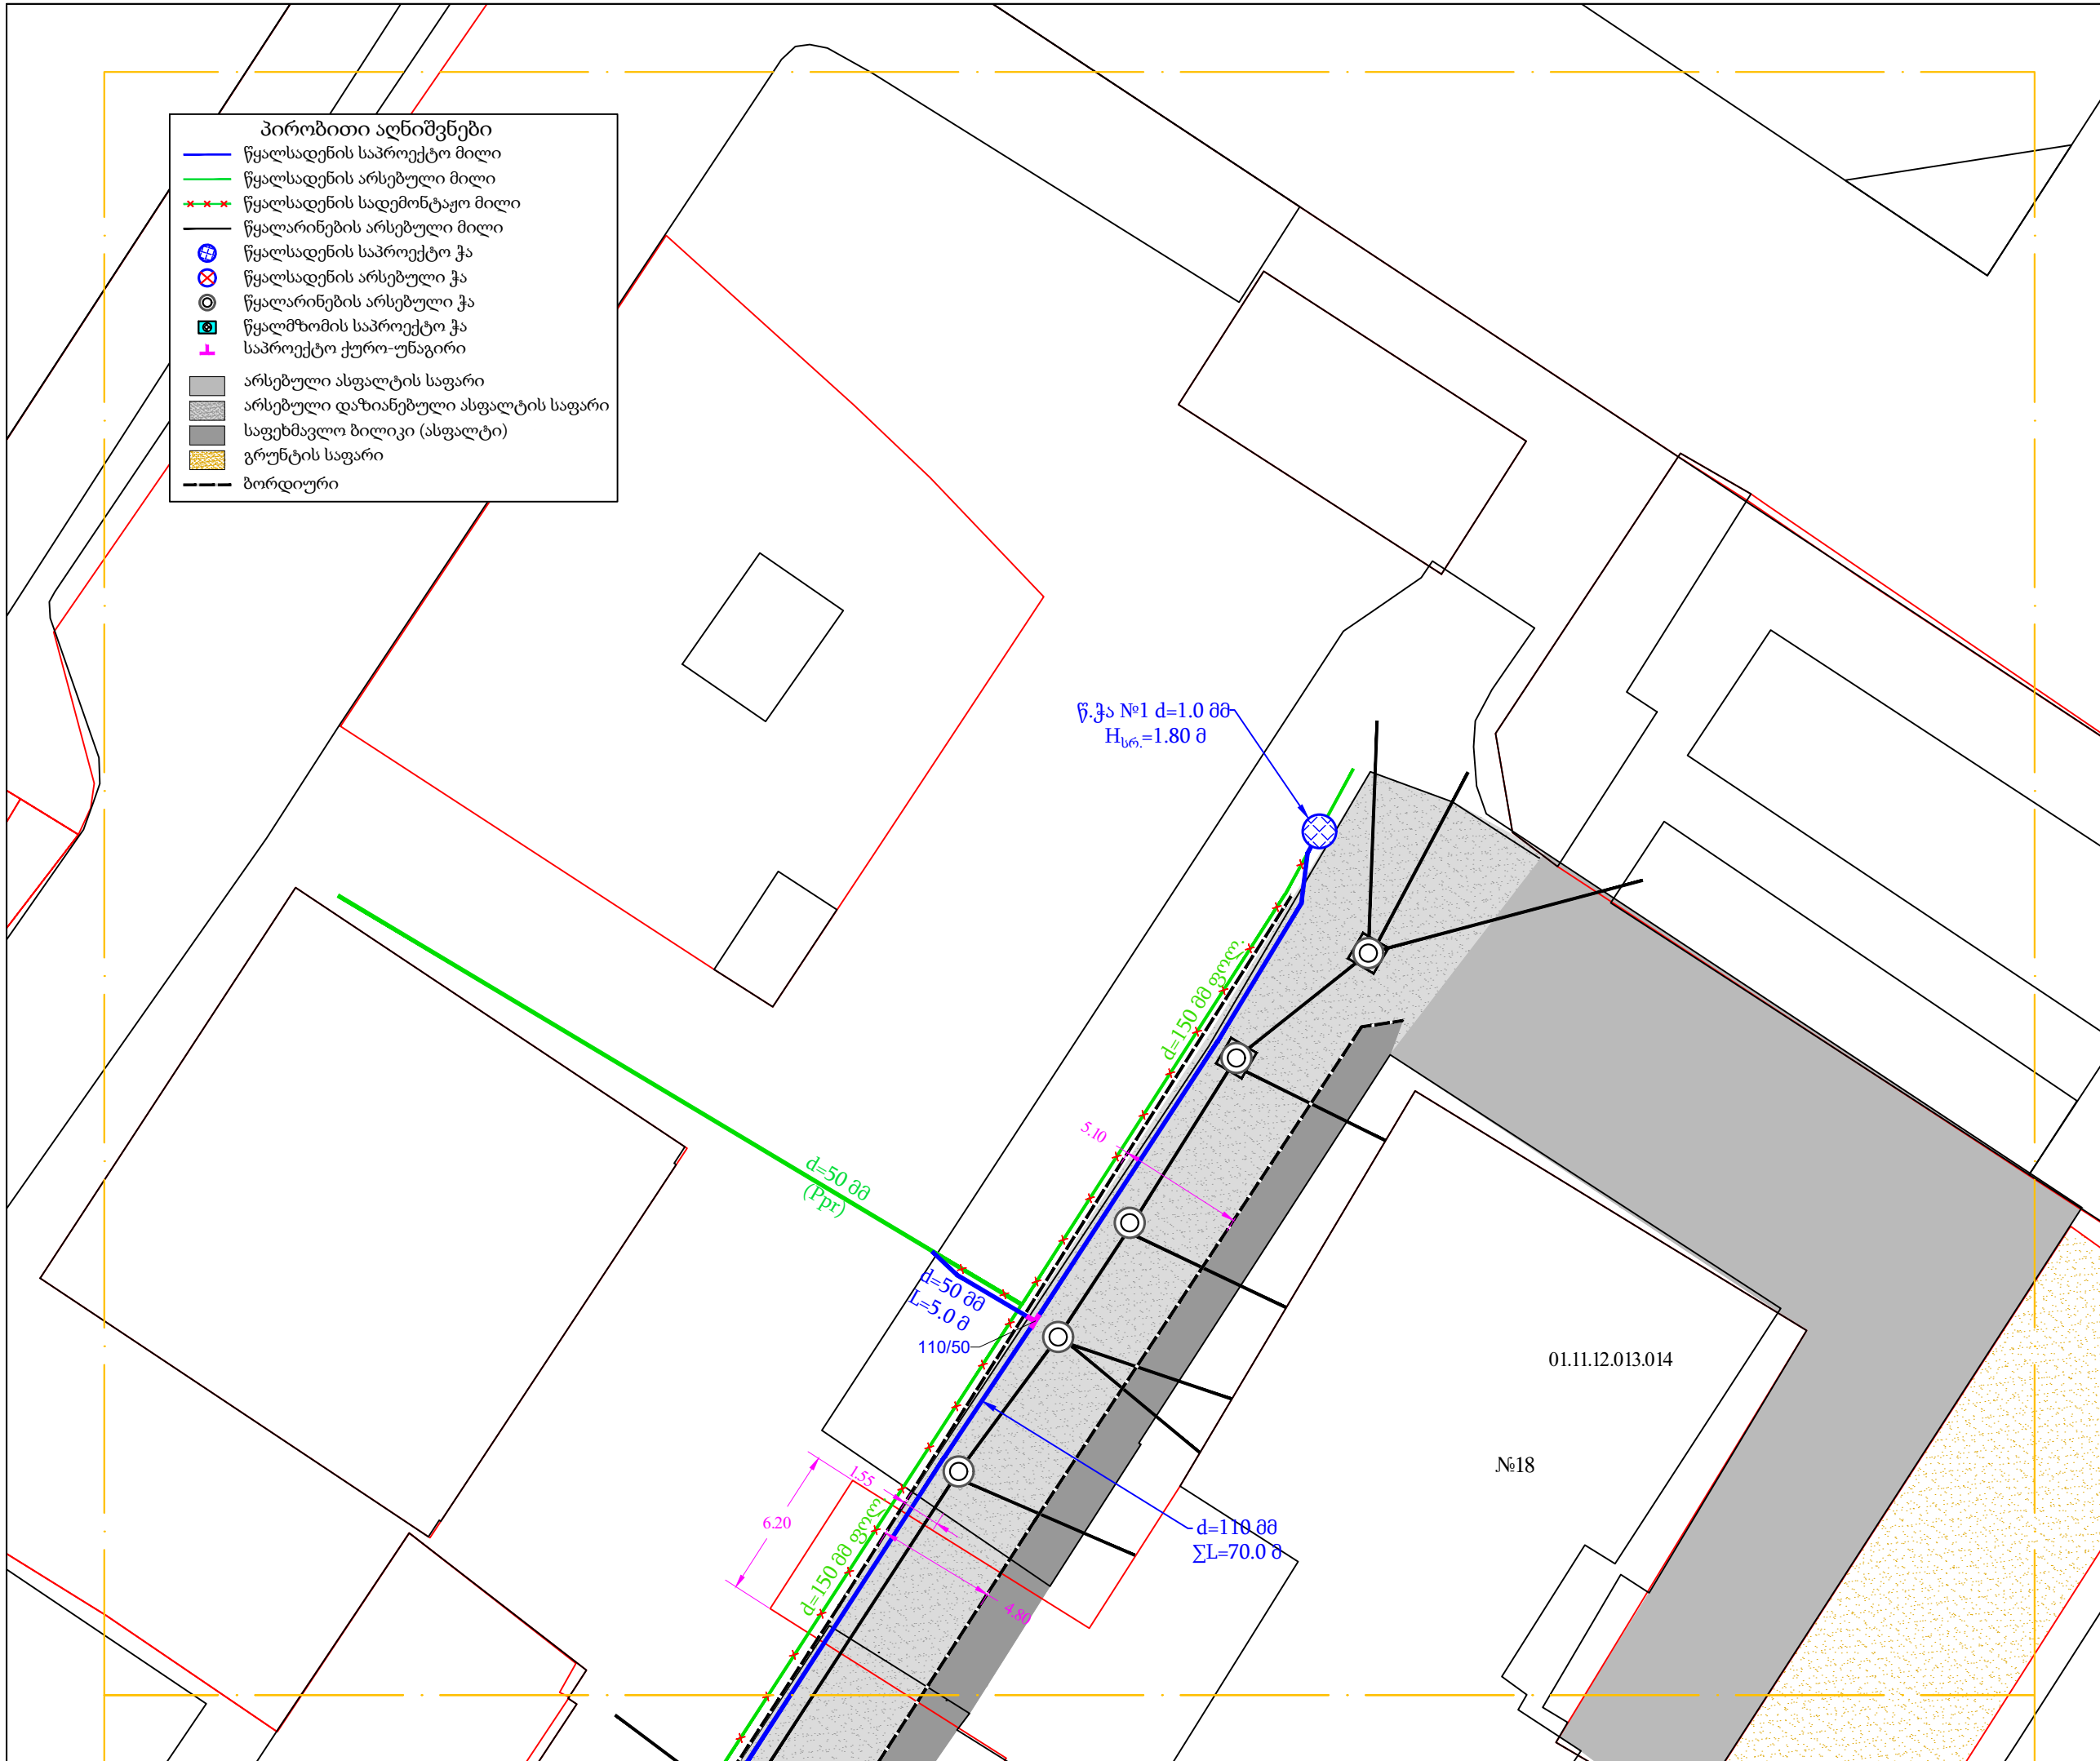 პირობითი აღნიშვნები
წყალსადენის საპროექტო მილი
წყალსადენის არსებული მილი
წყალსადენის სადემონტაჟო მილი
წყალარინების არსებული მილი
წყალსადენის საპროექტო ჭა
წყალსადენის არსებული ჭა
წყალარინების არსებული ჭა
წყალმზომის საპროექტო ჭა
საპროექტო ქურო-უნაგირი
არსებული ასფალტის საფარი
არსებული დაზიანებული ასფალტის საფარი
საფეხმავლო ბილიკი (ასფალტი)
გრუნტის საფარი
ბორდიური
წ.ჭა №1 d=1.0 მმ
Hსრ.=1.80 მ
d=150 მმ ფოლ.
5.10
d=50 მმ
(Ppr)
d=50 მმ
L=5.0 მ
110/50
01.11.12.013.014
№18
1.55
6.20
d=150 მმ ფოლ.
d=110 მმ
∑L=70.0 მ
4.80